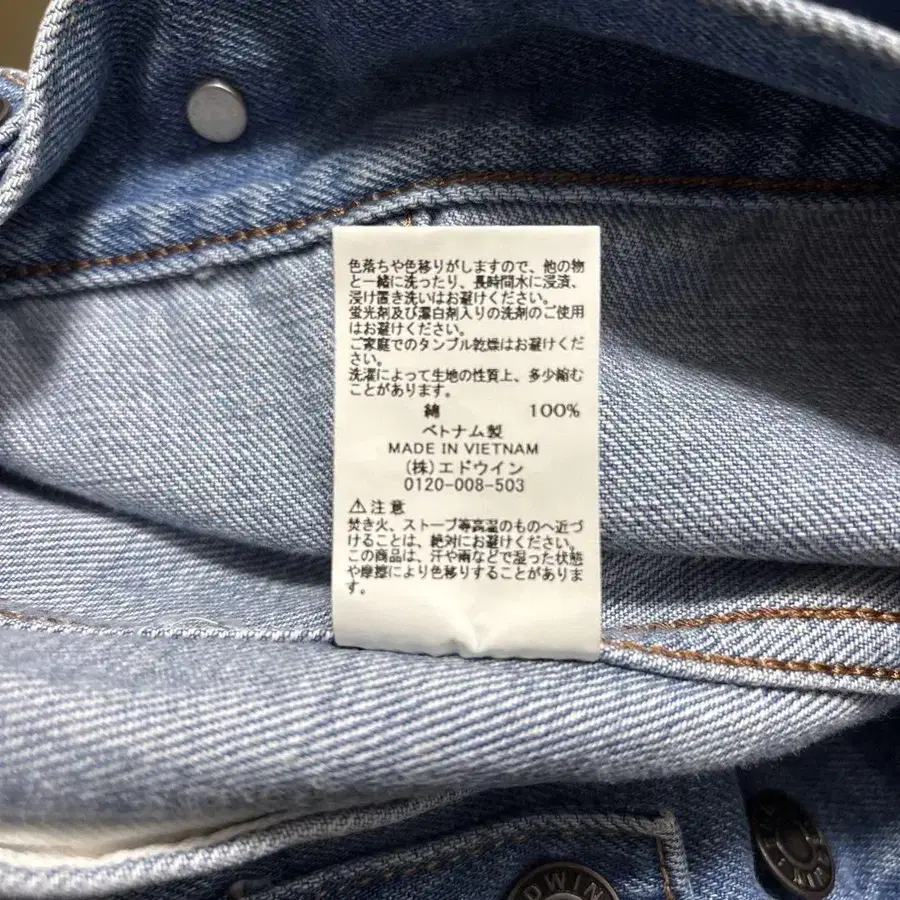 色落ちや色移りがしますので、他の物
と一緒に洗ったり、長時間水に浸漬、
浸け置き洗いはお避けください。
蛍光剤及び漂白剤入りの洗剤のご使用
はお避けください。
ご家庭でのタンブル乾燥はお避けくだ
さい。
洗濯によって生地の性質上、多少縮む
ことがあります。
綿 100%
ベトナム製
MADE IN VIETNAM
(株)エドウイン
0120-008-503
⚠注意
焚き火、ストーブ等高温のものへ近づ
けることは、絶対にお避けください。
この商品は、汗や雨などで湿った状態
や摩擦により色移りすることがありま
す。
DWIN